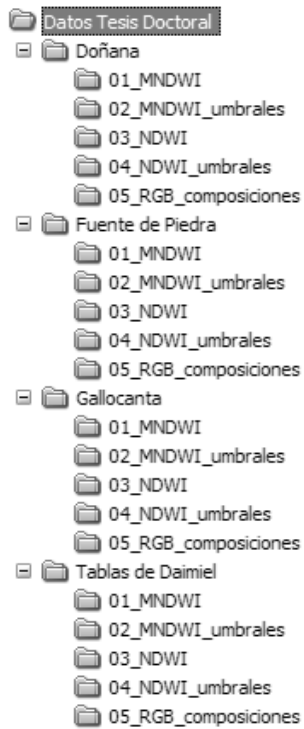 Datos Tesis Doctoral
Doñana
01_MNDWI
02_MNDWI_umbrales
03_NDWI
04_NDWI_umbrales
05_RGB_composiciones
Fuente de Piedra
01_MNDWI
02_MNDWI_umbrales
03_NDWI
04_NDWI_umbrales
05_RGB_composiciones
Gallocanta
01_MNDWI
02_MNDWI_umbrales
03_NDWI
04_NDWI_umbrales
05_RGB_composiciones
Tablas de Daimiel
01_MNDWI
02_MNDWI_umbrales
03_NDWI
04_NDWI_umbrales
05_RGB_composiciones